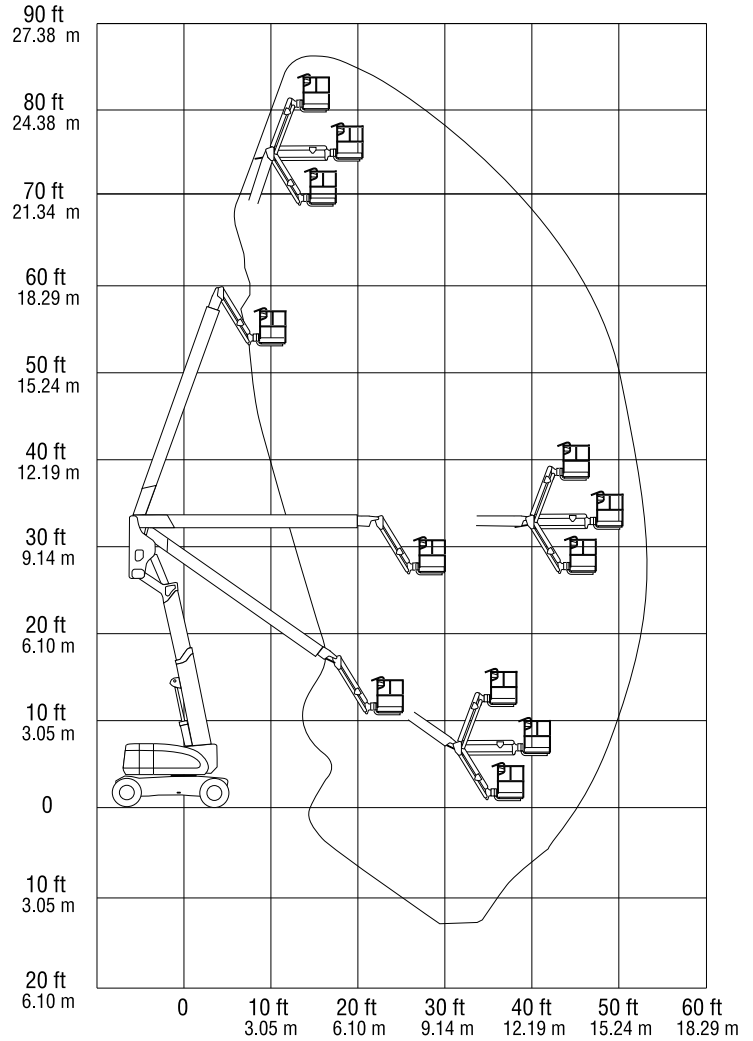 90 ft
27.38 m
80 ft
24.38 m
70 ft
21.34 m
60 ft
18.29 m
50 ft
15.24 m
40 ft
12.19 m
30 ft
9.14 m
20 ft
6.10 m
10 ft
3.05 m
0
10 ft
3.05 m
20 ft
6.10 m
0 10 ft 20 ft 30 ft 40 ft 50 ft 60 ft
3.05 m 6.10 m 9.14 m 12.19 m 15.24 m 18.29 m